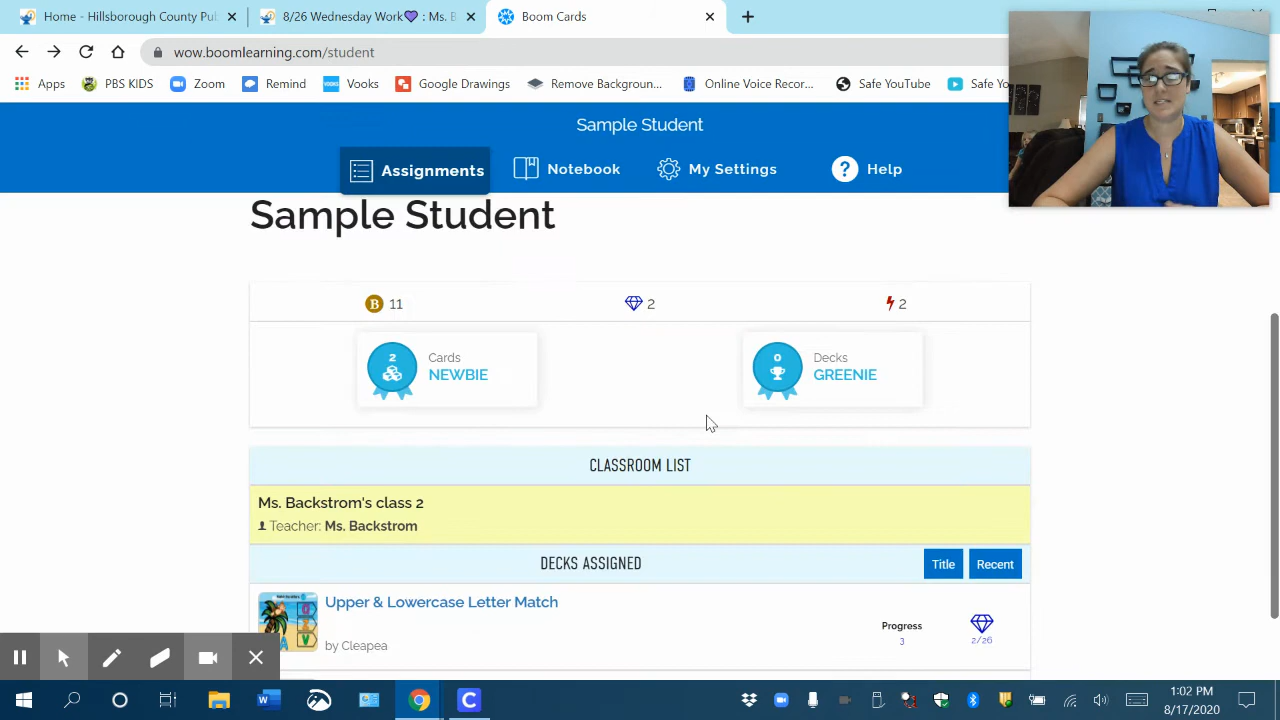 Home - Hillsborough County Pu
8/26 Wednesday Work💜 : Ms. B
Boom Cards
wow.boomlearning.com/student
Apps
PBS KIDS
Zoom
Remind
VOOKS
Vooks
Google Drawings
Remove Backgroun...
Online Voice Recor...
Safe YouTube
Safe Yo
Sample Student
Assignments
Notebook
My Settings
? Help
Sample Student
B 11
2
2
2
Cards
NEWBIE
0
Decks
GREENIE
CLASSROOM LIST
Ms. Backstrom's class 2
Teacher: Ms. Backstrom
DECKS ASSIGNED
Title
Recent
Upper & Lowercase Letter Match
by Cleapea
Progress
3
2/26
1:02 PM
8/17/2020